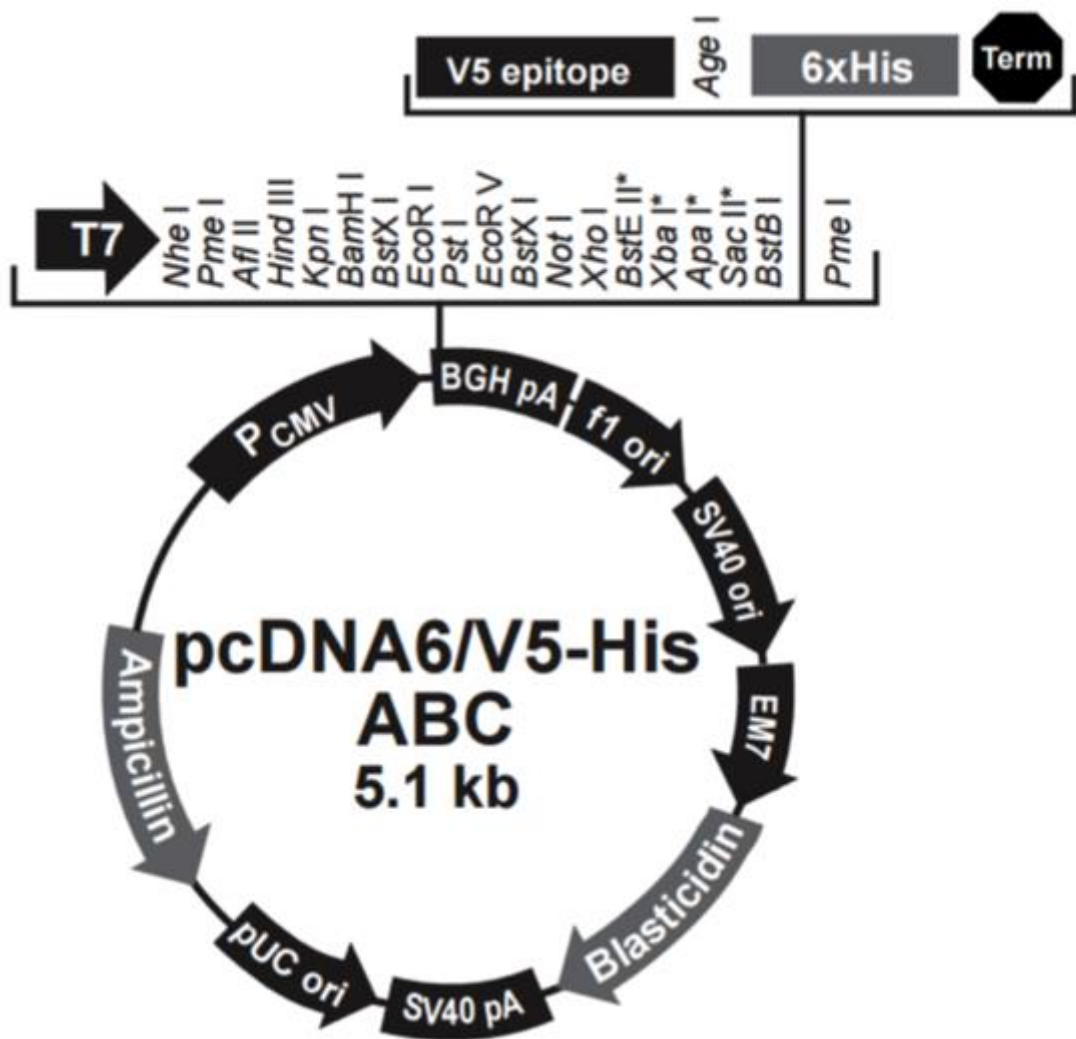 V5 epitope
Age I
6xHis
Term
T7
Nhe I
Pme I
Afl II
Hind III
Kpn I
BamH I
BstX I
EcoR I
Pst I
EcoR V
BstX I
Not I
Xho I
BstE II*
Xba I*
Apa I*
Sac II*
BstB I
Pme I
PCMV
BGH pA
f1 ori
SV40 ori
EM7
Blasticidin
SV40 pA
pUC ori
Ampicillin
pcDNA6/V5-His
ABC
5.1 kb